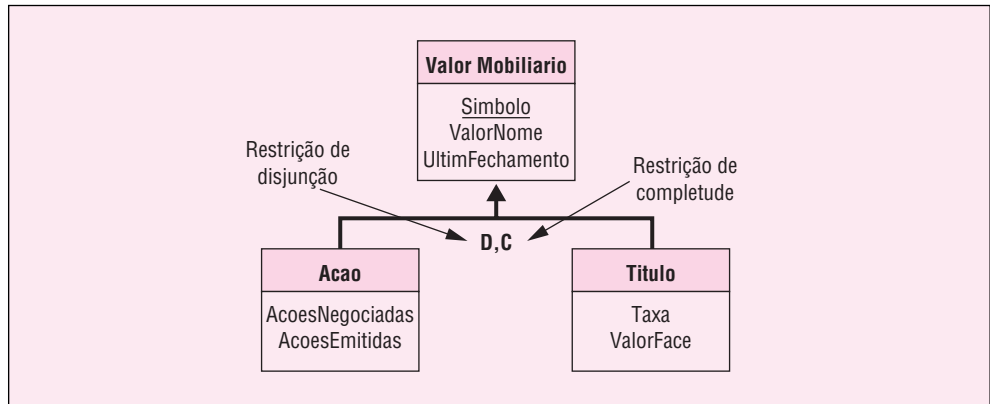 Valor Mobiliario
Simbolo
ValorNome
UltimFechamento
Restrição de
disjunção
Restrição de
completude
D,C
Acao
AcoesNegociadas
AcoesEmitidas
Titulo
Taxa
ValorFace